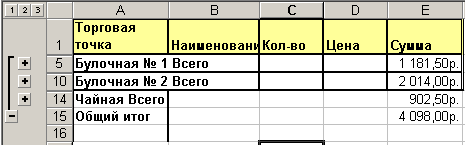 1 2 3 A B C D E
Торговая
1 точка Наименовани Кол-во Цена Сумма
5 Булочная № 1 Всего 1 181,50р.
10 Булочная № 2 Всего 2 014,00р.
14 Чайная Всего 902,50р.
15 Общий итог 4 098,00р.
16